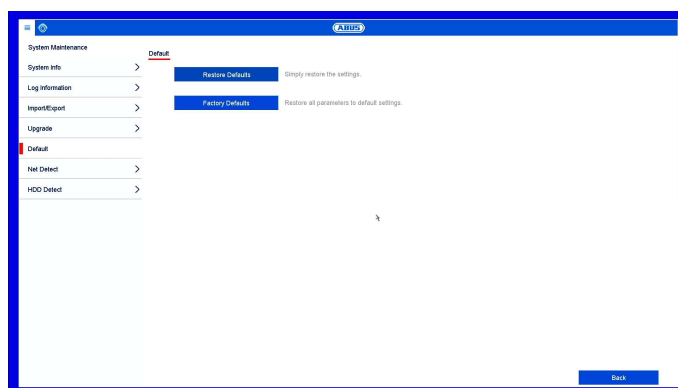 ABUS
System Maintenance
System Info
Log Information
Import/Export
Upgrade
Default
Net Detect
HDD Detect
Default
Restore Defaults Simply restore the settings.
Factory Defaults Restore all parameters to default settings.
Back